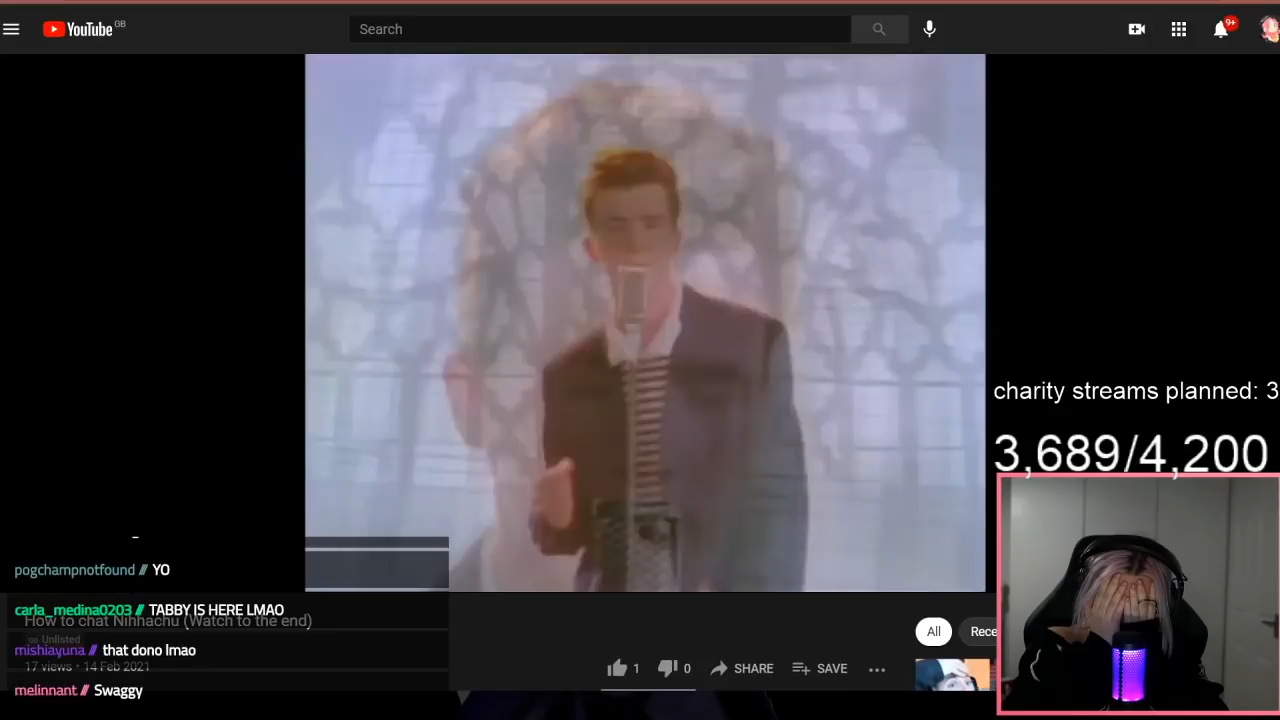 YouTube GB
Search
9+
charity streams planned: 3
3,689/4,200
pogchampnotfound // YO
carla_medina0203 // TABBY IS HERE LMAO
How to chat Nihhachu (Watch to the end)
Unlisted
mishiayuna // that dono lmao
17 views • 14 Feb 2021
melinnant // Swaggy
1
0
SHARE
SAVE
All
Rece